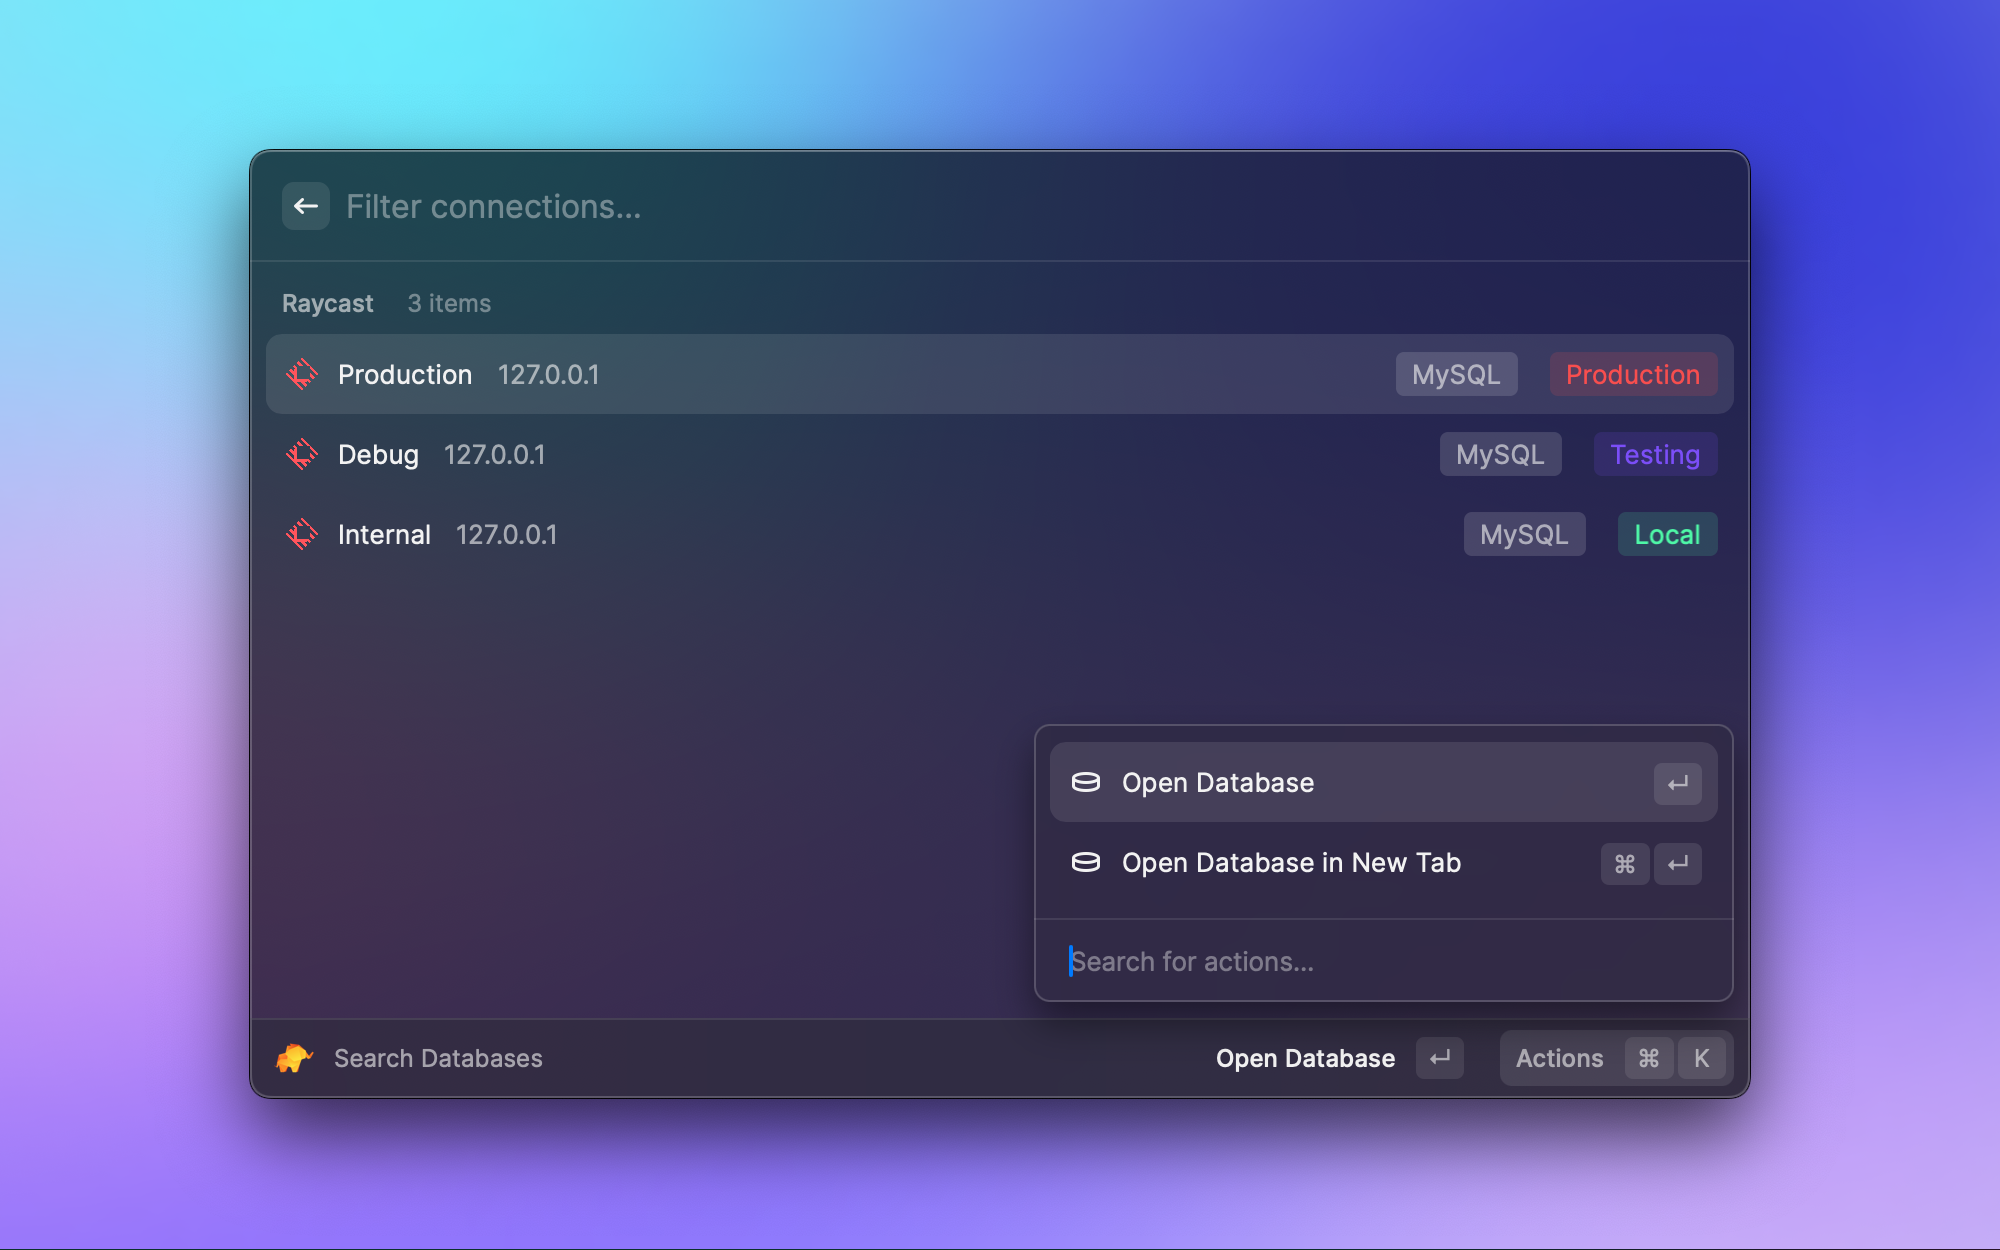 Filter connections...
Raycast 3 items
Production 127.0.0.1 MySQL Production
Debug 127.0.0.1 MySQL Testing
Internal 127.0.0.1 MySQL Local
Open Database ↵
Open Database in New Tab ⌘ ↵
Search for actions...
Search Databases Open Database ↵ Actions ⌘ K